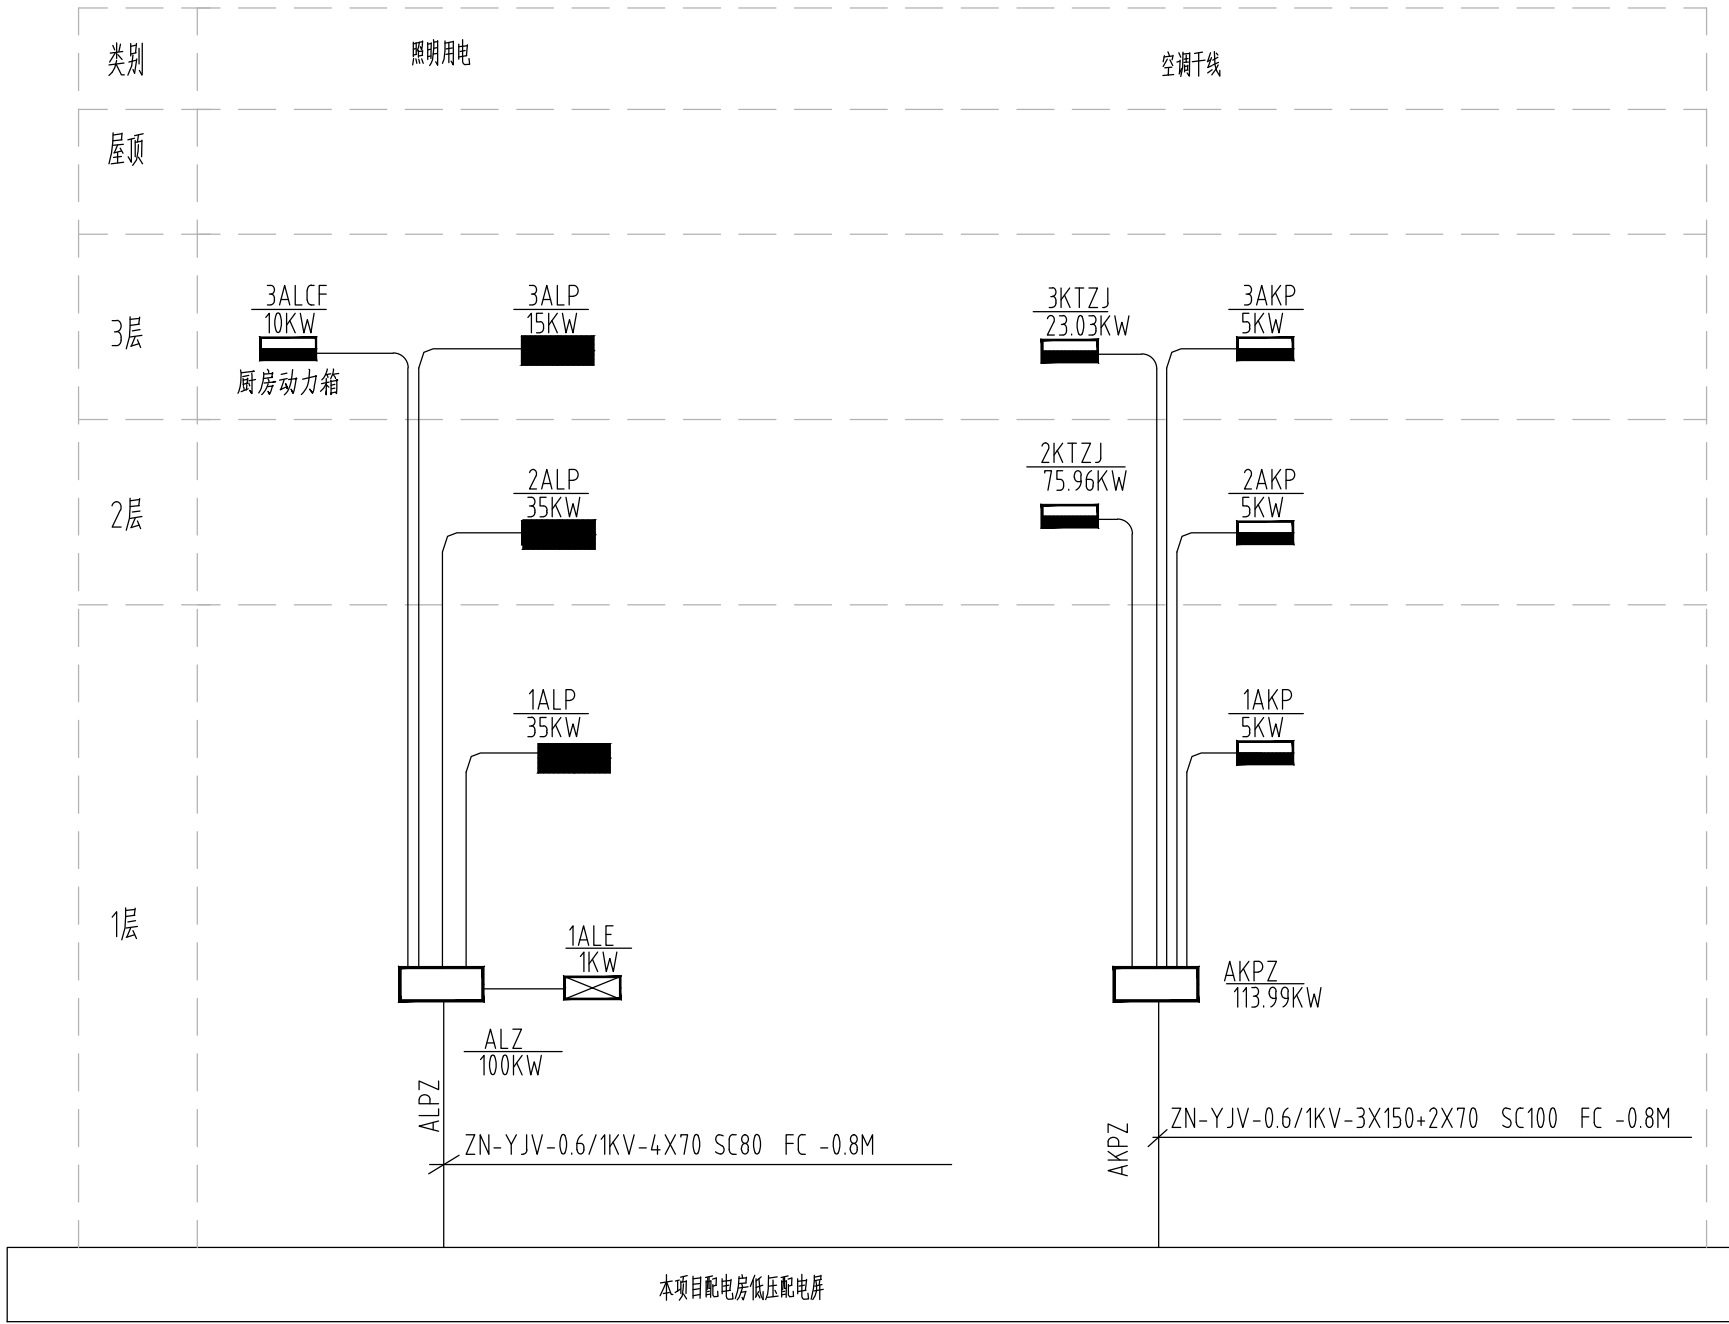 类别
照明用电
空调干线
屋顶
3层
3ALCF
10KW
厨房动力箱
3ALP
15KW
3KTZJ
23.03KW
3AKP
5KW
2层
2ALP
35KW
2KTZJ
75.96KW
2AKP
5KW
1层
1ALP
35KW
1AKP
5KW
1ALE
1KW
ALZ
100KW
AKPZ
113.99KW
ALPZ
ZN-YJV-0.6/1KV-4X70 SC80 FC -0.8M
AKPZ
ZN-YJV-0.6/1KV-3X150+2X70 SC100 FC -0.8M
本项目配电房低压配电屏